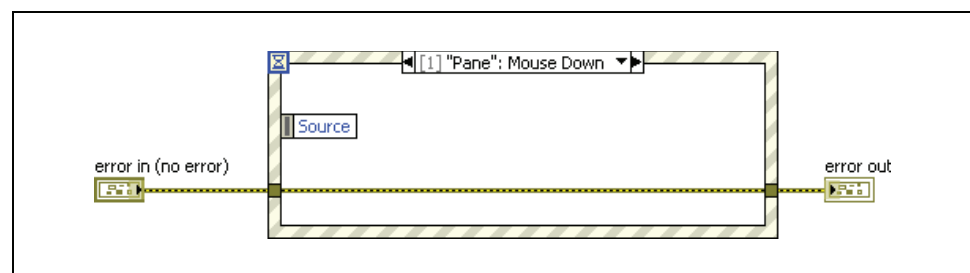 [1] "Pane": Mouse Down
Source
error in (no error)
error out